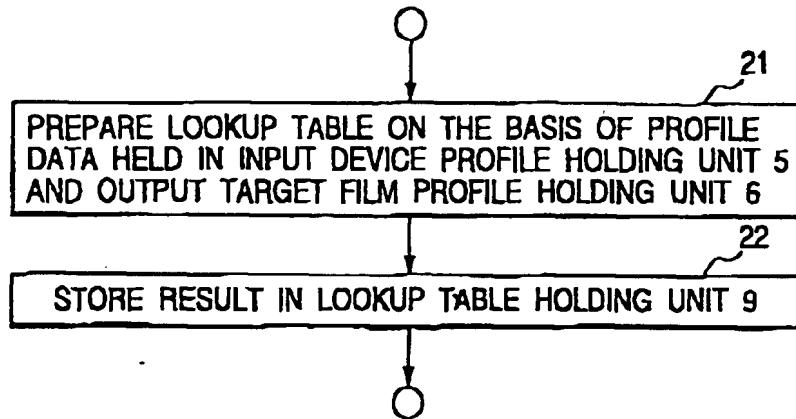 21
PREPARE LOOKUP TABLE ON THE BASIS OF PROFILE
DATA HELD IN INPUT DEVICE PROFILE HOLDING UNIT 5
AND OUTPUT TARGET FILM PROFILE HOLDING UNIT 6
22
STORE RESULT IN LOOKUP TABLE HOLDING UNIT 9